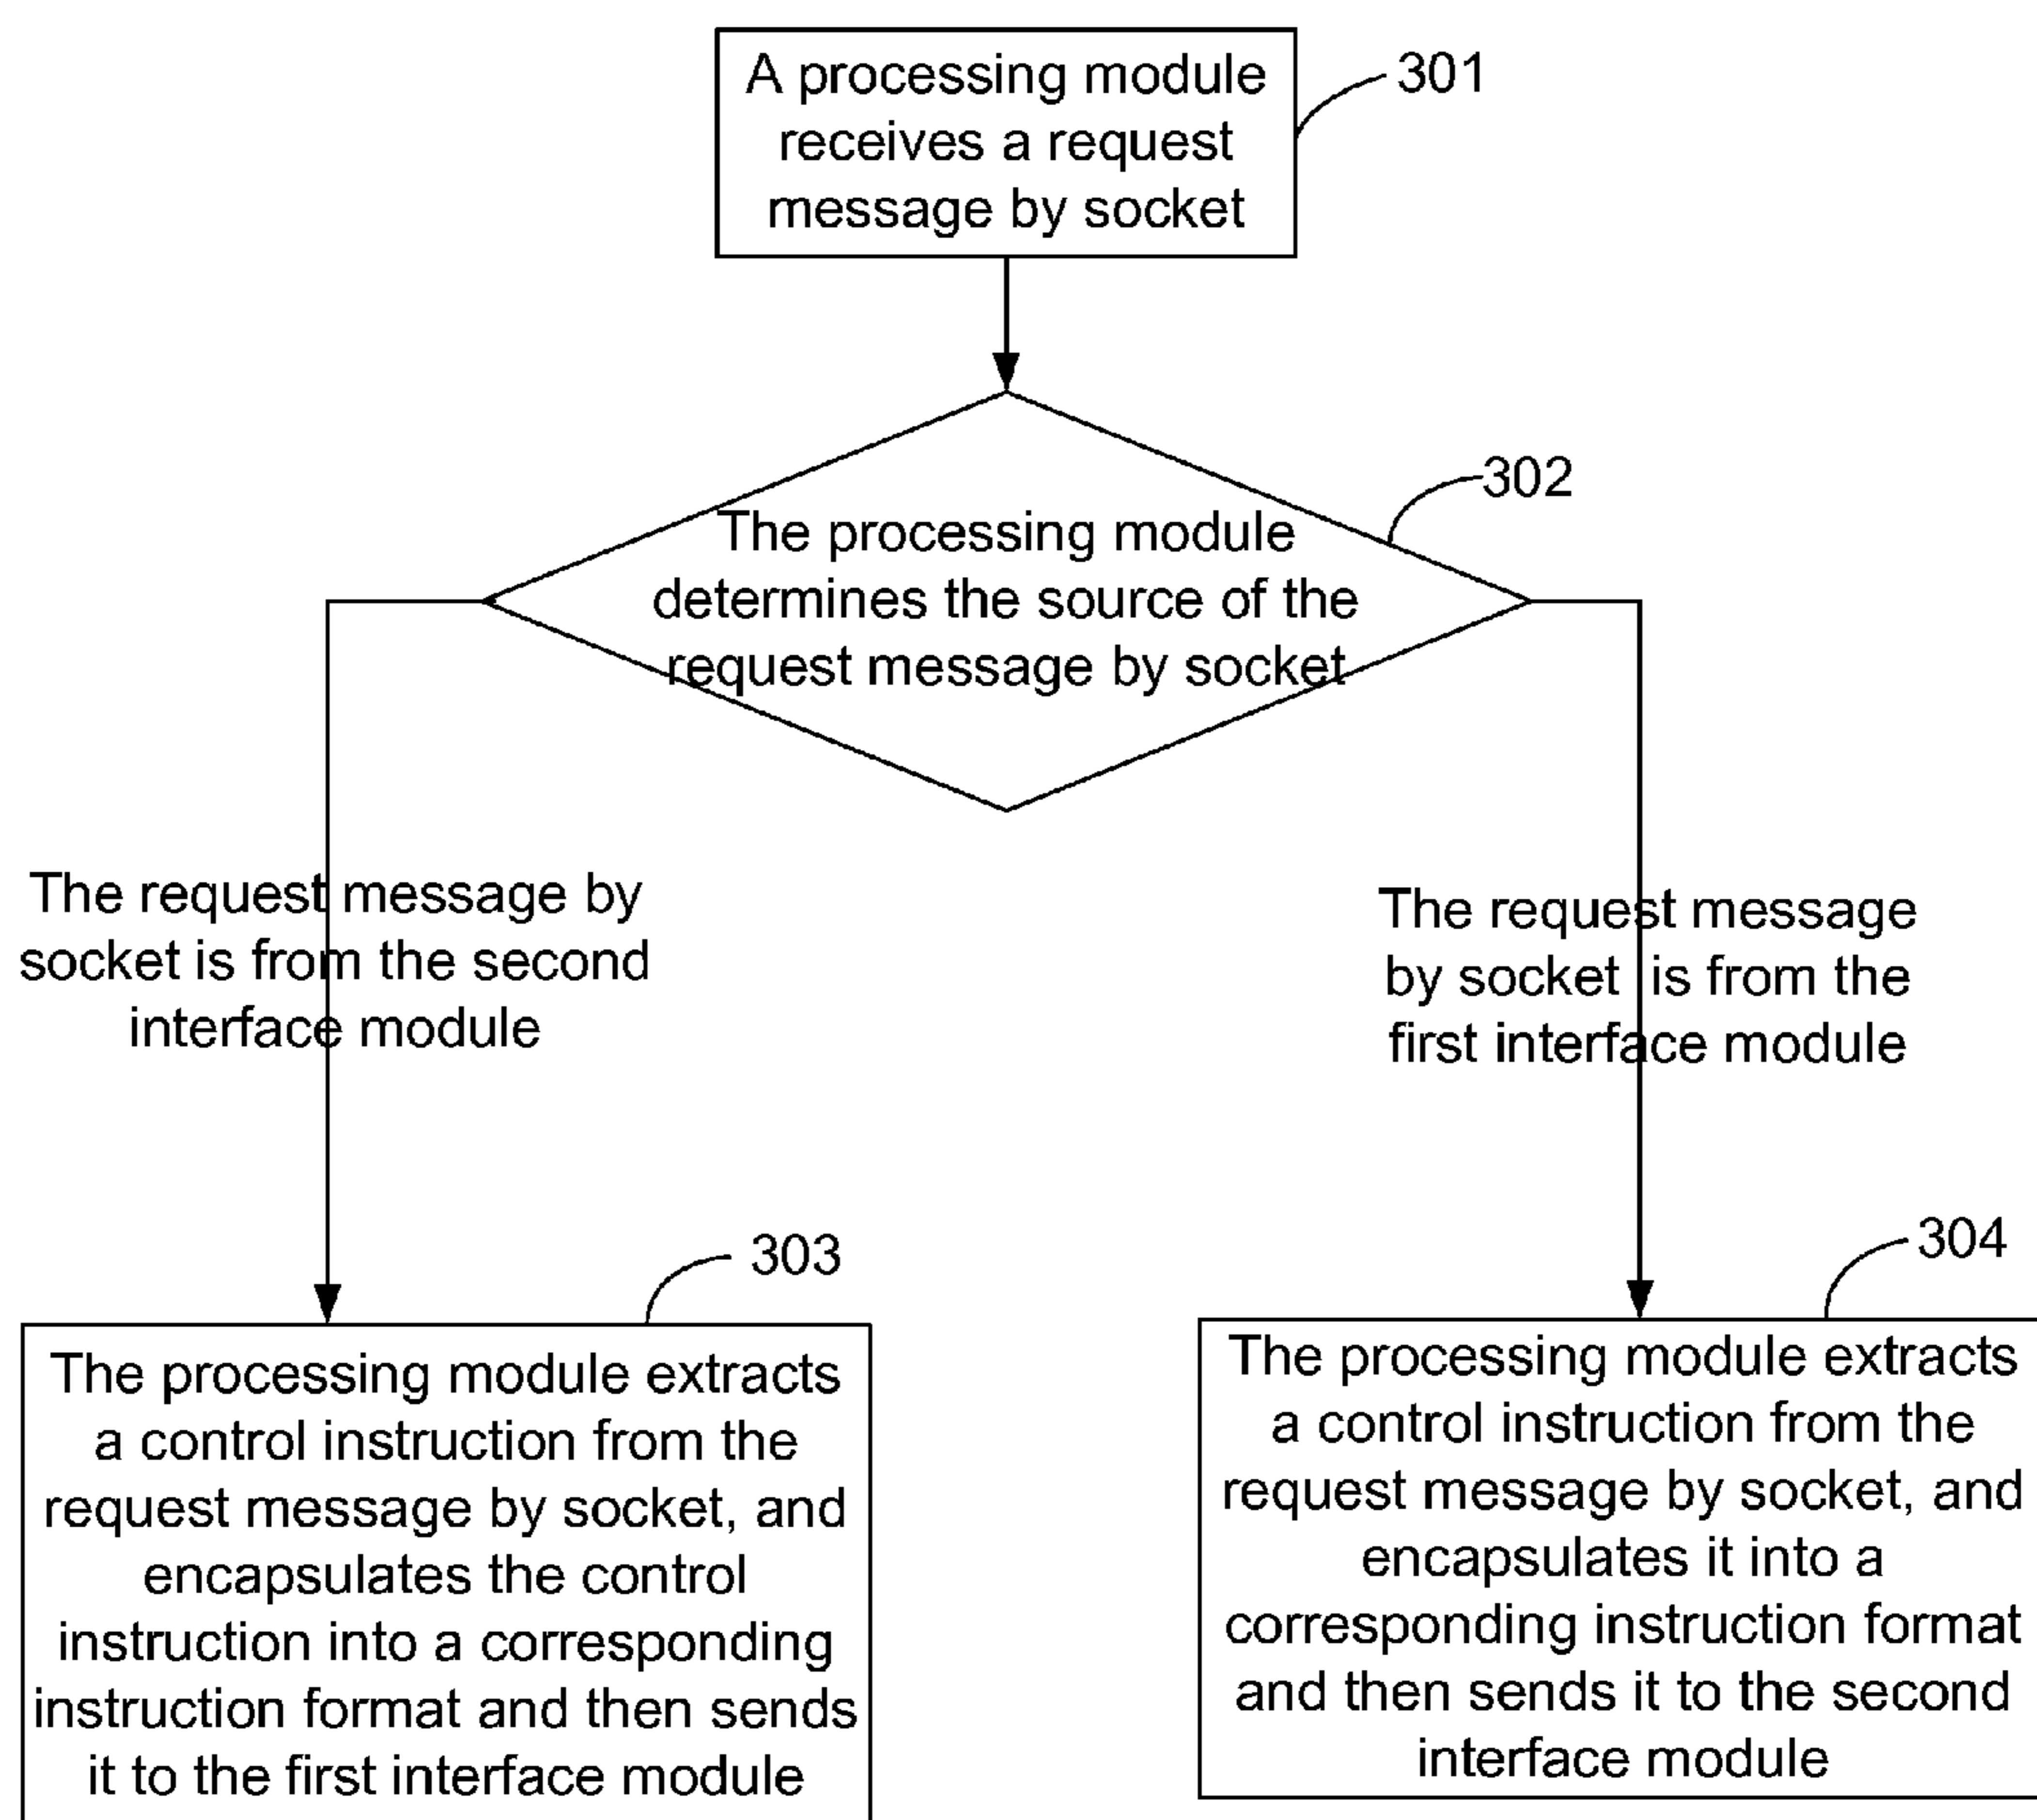 A processing module
receives a request
message by socket
301
302
The processing module
determines the source of the
request message by socket
The request message by
socket is from the second
interface module
The request message
by socket is from the
first interface module
303
The processing module extracts
a control instruction from the
request message by socket, and
encapsulates the control
instruction into a corresponding
instruction format and then sends
it to the first interface module
304
The processing module extracts
a control instruction from the
request message by socket, and
encapsulates it into a
corresponding instruction format
and then sends it to the second
interface module